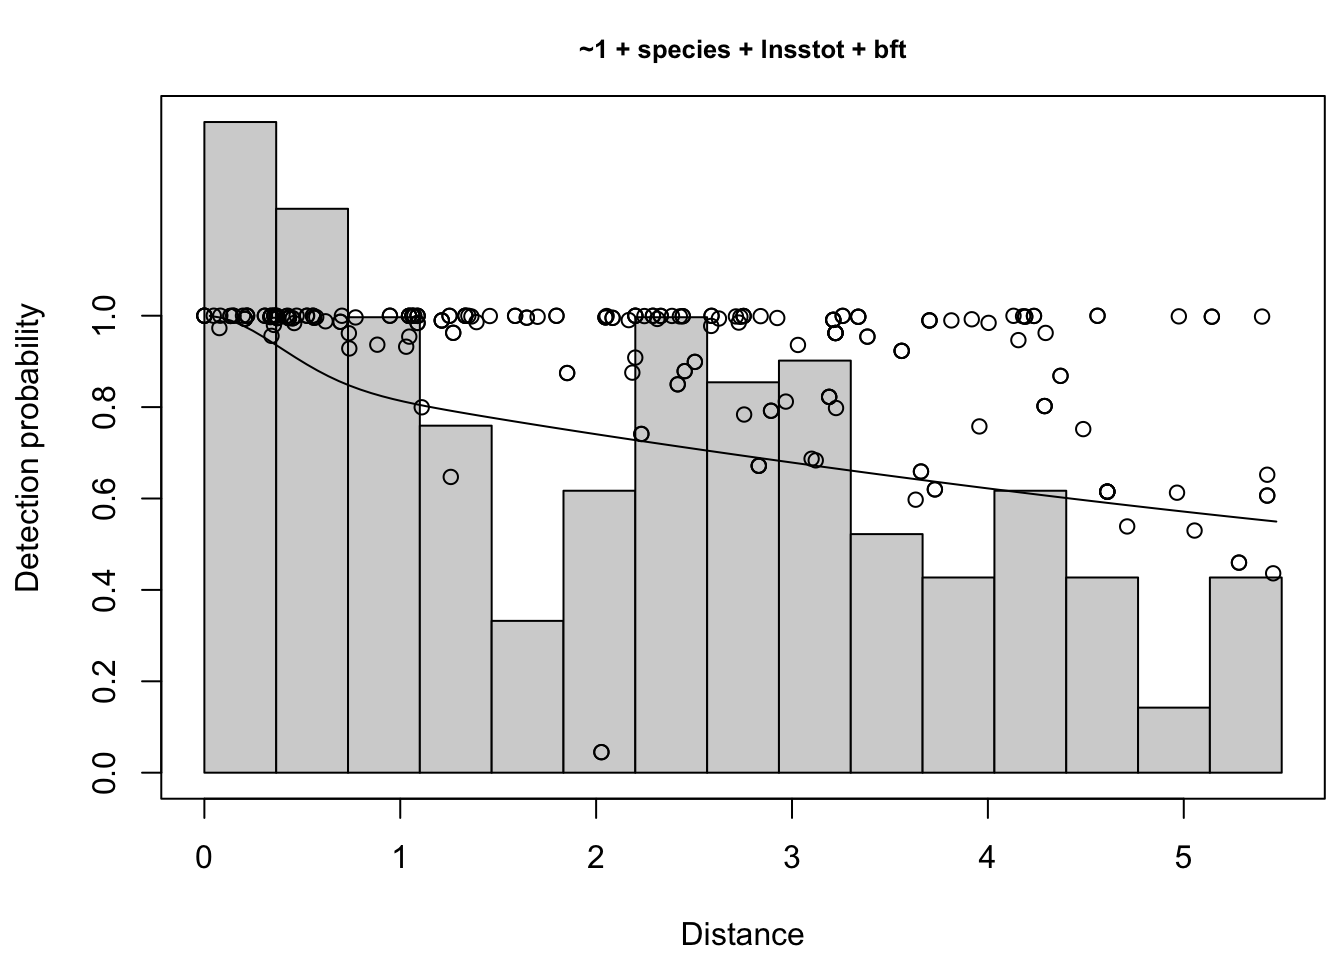 ~1 + species + lnsstot + bft
Detection probability
1.0
0.8
0.6
0.4
0.2
0.0
0 1 2 3 4 5
Distance